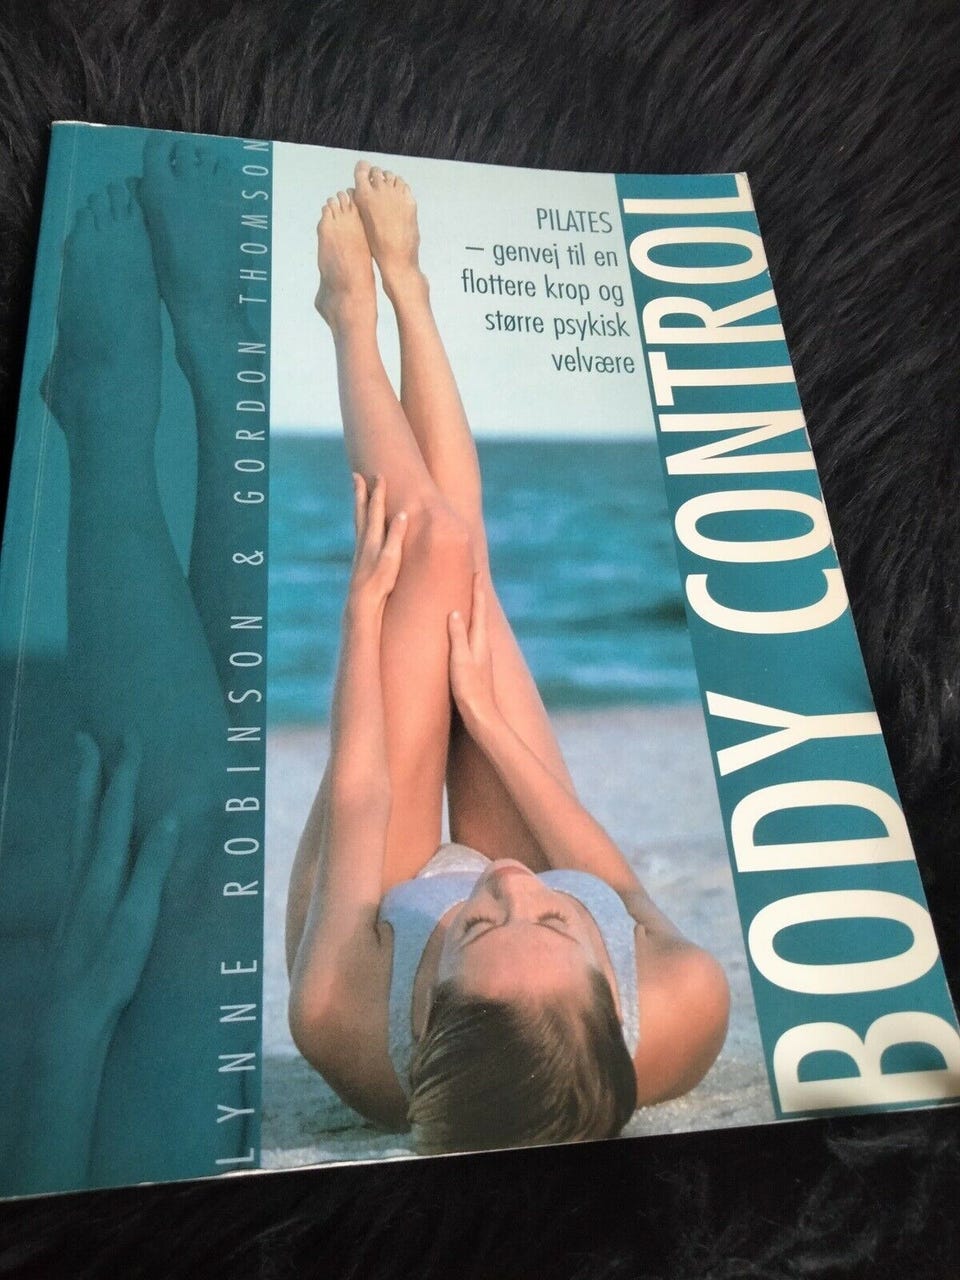 LYNNE ROBINSON & GORDON THOMSON
PILATES
– genvej til en
flottere krop og
større psykisk
velvære
BODY CONTROL